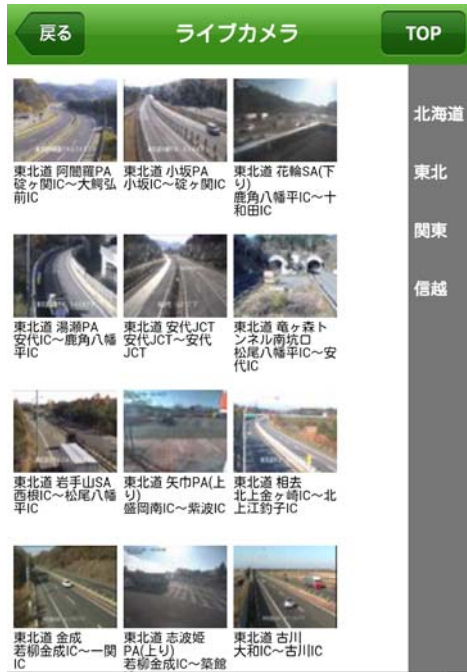 戻る
ライブカメラ
TOP
東北道 阿闍羅PA
碇ヶ関IC～大鰐弘
前IC
東北道 小坂PA
小坂IC～碇ヶ関IC
東北道 花輪SA(下
り)
鹿角八幡平IC～十
和田IC
東北道 湯瀬PA
安代IC～鹿角八幡
平IC
東北道 安代JCT
安代JCT～安代
JCT
東北道 竜ヶ森ト
ンネル南坑口
松尾八幡平IC～安
代IC
東北道 岩手山SA
西根IC～松尾八幡
平IC
東北道 矢巾PA(上
り)
盛岡南IC～紫波IC
東北道 相去
北上金ヶ崎IC～北
上江釣子IC
東北道 金成
若柳金成IC～一関
IC
東北道 志波姫
PA(上り)
若柳金成IC～築館
東北道 古川
大和IC～古川IC
北海道
東北
関東
信越